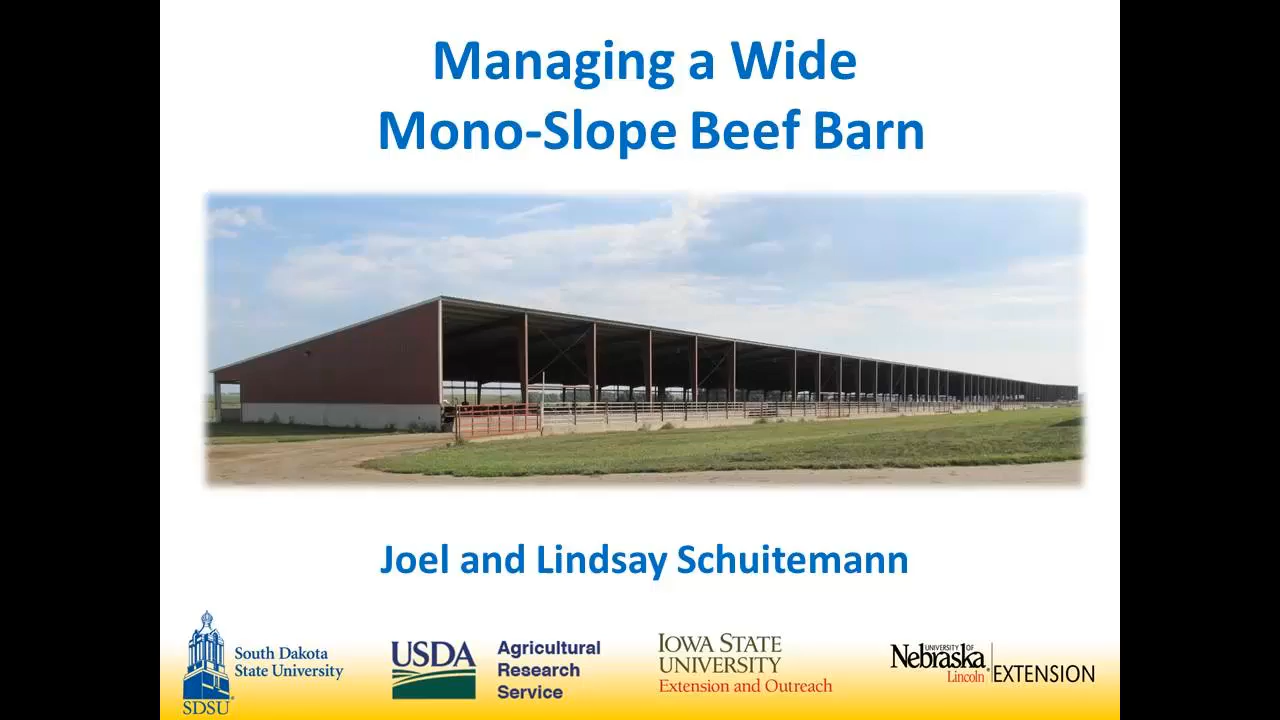 Managing a Wide
Mono-Slope Beef Barn
Joel and Lindsay Schuitemann
South Dakota
State University
SDSU
USDA
Agricultural
Research
Service
IOWA STATE
UNIVERSITY
Extension and Outreach
UNIVERSITY OF
Nebraska
Lincoln
EXTENSION